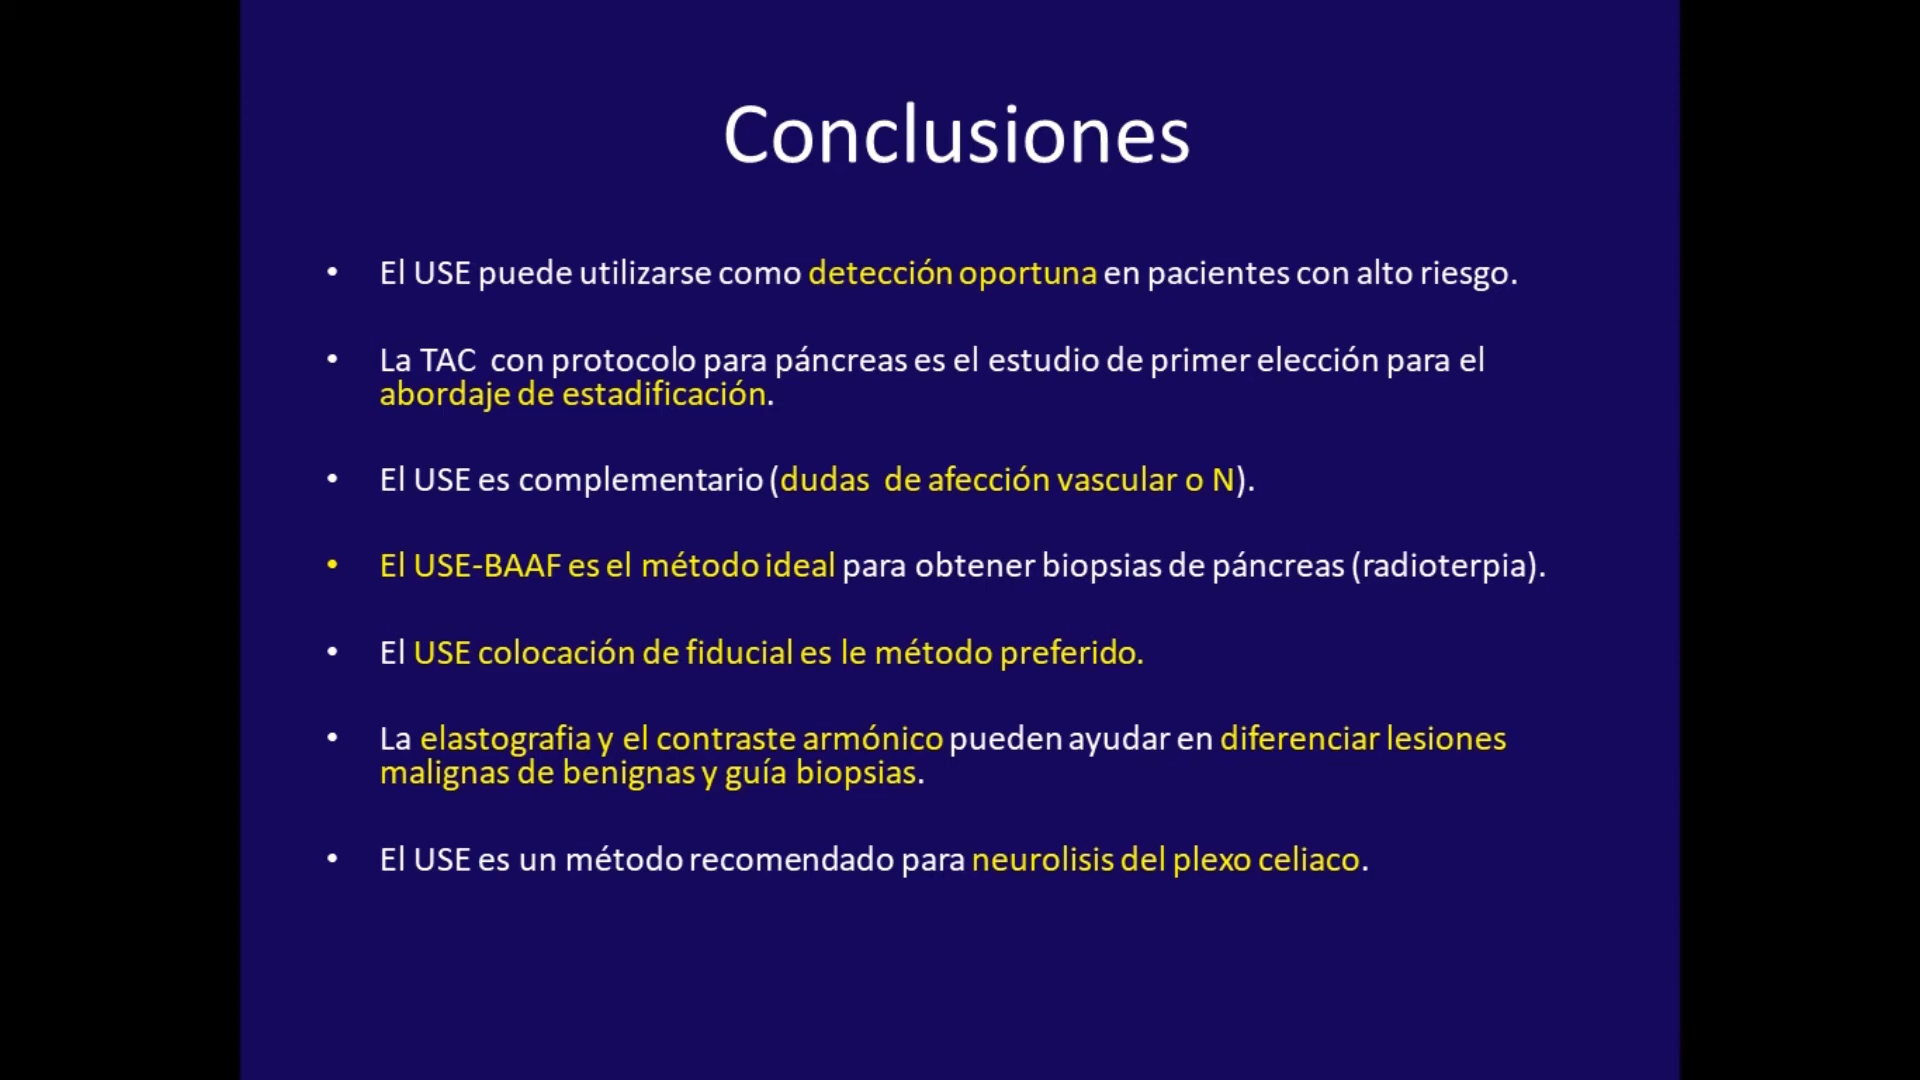 Conclusiones
• El USE puede utilizarse como detección oportuna en pacientes con alto riesgo.
• La TAC con protocolo para páncreas es el estudio de primer elección para el
abordaje de estadificación.
• El USE es complementario (dudas de afección vascular o N).
• El USE-BAAF es el método ideal para obtener biopsias de páncreas (radioterpia).
• El USE colocación de fiducial es le método preferido.
• La elastografia y el contraste armónico pueden ayudar en diferenciar lesiones
malignas de benignas y guía biopsias.
• El USE es un método recomendado para neurolisis del plexo celiaco.